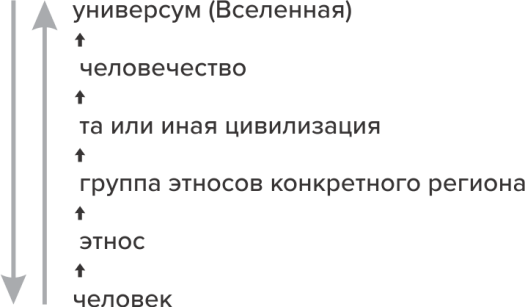 универсум (Вселенная)
человечество
та или иная цивилизация
группа этносов конкретного региона
этнос
человек